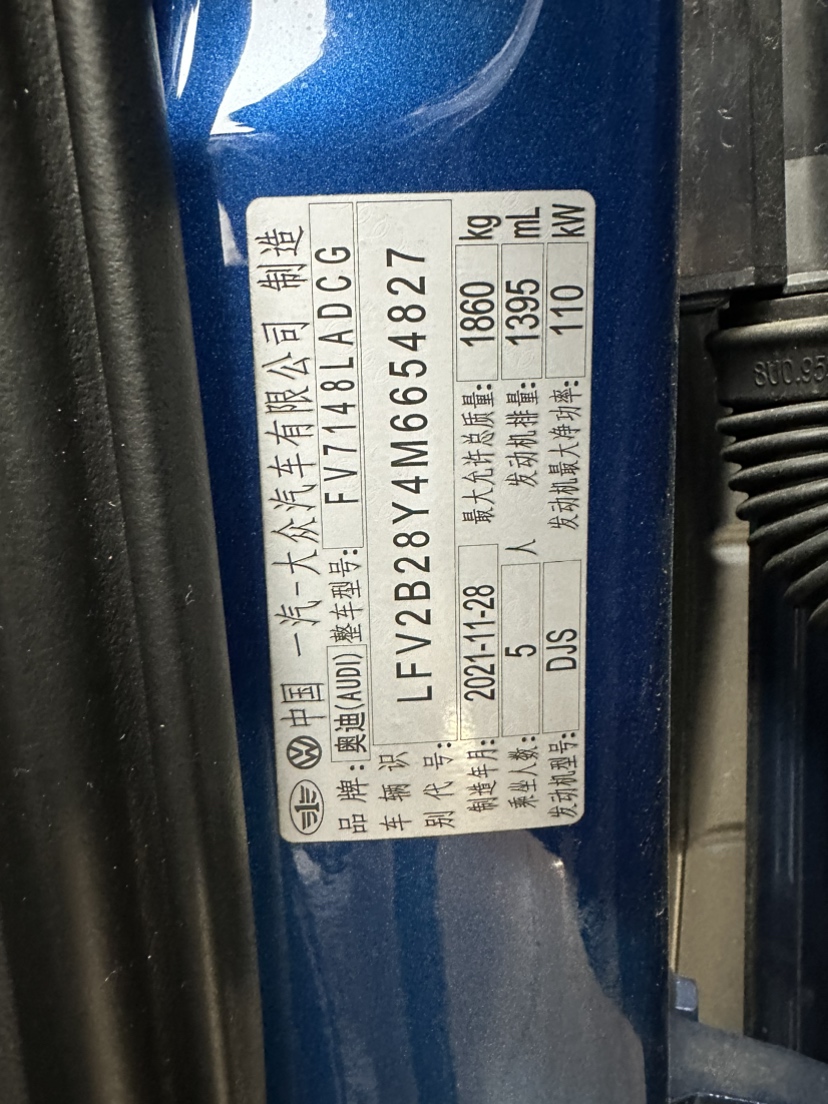 中国 一汽-大众汽车有限公司 制造
品牌: 奥迪(AUDI) 整车型号: FV7148LADCG
车辆识别代号: LFV2B28Y4M6654827
制造年月: 2021-11-28 最大允许总质量: 1860 kg
乘坐人数: 5 人 发动机排量: 1395 mL
发动机型号: DJS 发动机最大净功率: 110 kW
8U0.95